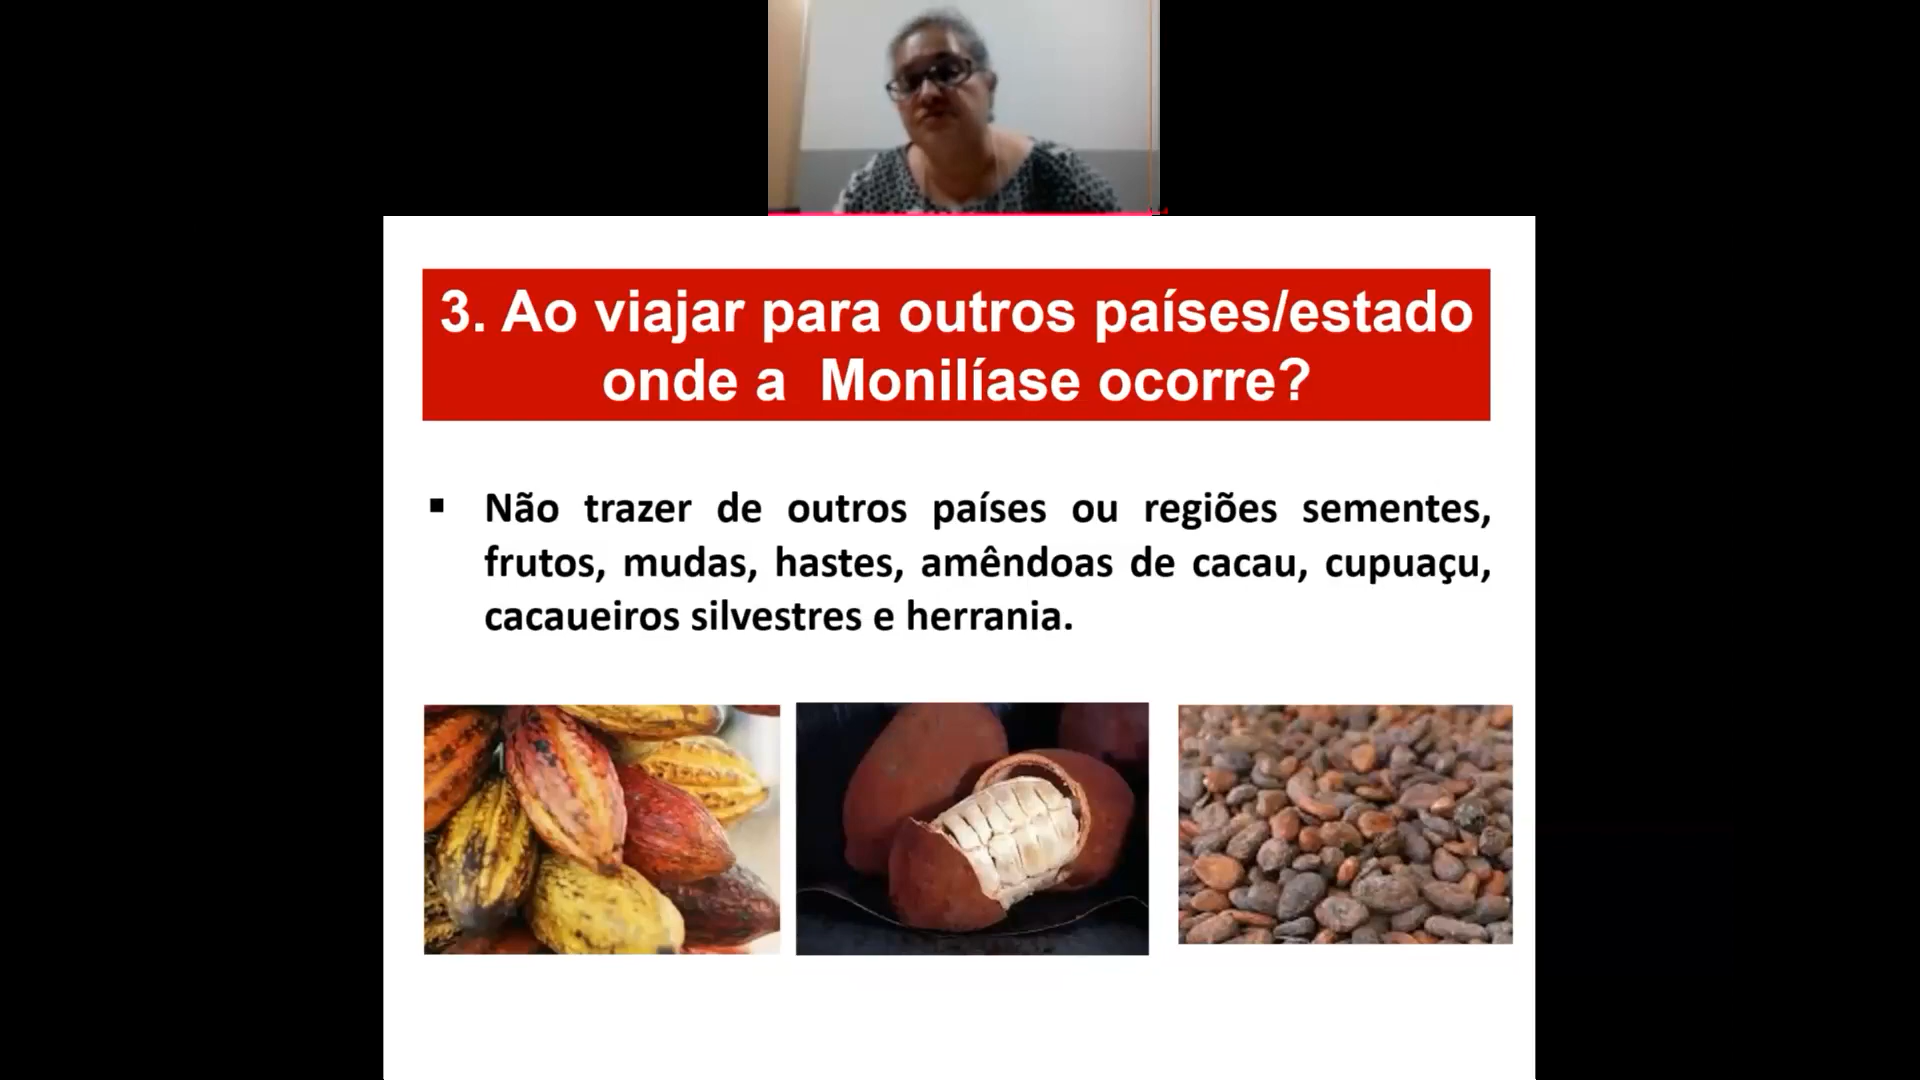 3. Ao viajar para outros países/estado
onde a Monilíase ocorre?
▪ Não trazer de outros países ou regiões sementes,
frutos, mudas, hastes, amêndoas de cacau, cupuaçu,
cacaueiros silvestres e herrania.